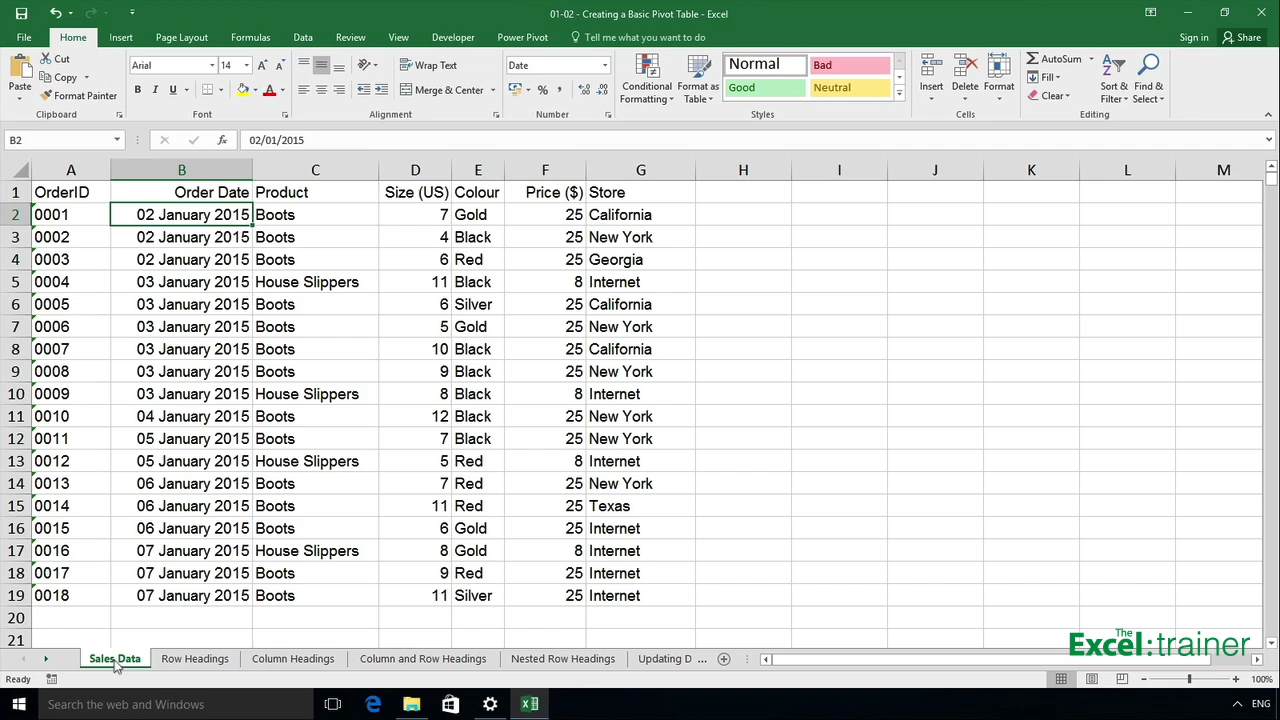 01-02 - Creating a Basic Pivot Table - Excel
File Home Insert Page Layout Formulas Data Review View Developer Power Pivot Tell me what you want to do Sign in Share
Paste
Cut
Copy
Format Painter
Clipboard
Arial 14
B I U
Font
Wrap Text
Merge & Center
Alignment
Date
Number
Conditional Formatting
Format as Table
Normal Bad
Good Neutral
Styles
Insert Delete Format
Cells
AutoSum
Fill
Clear
Sort & Filter
Find & Select
Editing
B2 fx 02/01/2015
A B C D E F G H I J K L M
1 OrderID Order Date Product Size (US) Colour Price ($) Store
2 0001 02 January 2015 Boots 7 Gold 25 California
3 0002 02 January 2015 Boots 4 Black 25 New York
4 0003 02 January 2015 Boots 6 Red 25 Georgia
5 0004 03 January 2015 House Slippers 11 Black 8 Internet
6 0005 03 January 2015 Boots 6 Silver 25 California
7 0006 03 January 2015 Boots 5 Gold 25 New York
8 0007 03 January 2015 Boots 10 Black 25 California
9 0008 03 January 2015 Boots 9 Black 25 New York
10 0009 03 January 2015 House Slippers 8 Black 8 Internet
11 0010 04 January 2015 Boots 12 Black 25 New York
12 0011 05 January 2015 Boots 7 Black 25 New York
13 0012 05 January 2015 House Slippers 5 Red 8 Internet
14 0013 06 January 2015 Boots 7 Red 25 New York
15 0014 06 January 2015 Boots 11 Red 25 Texas
16 0015 06 January 2015 Boots 6 Gold 25 Internet
17 0016 07 January 2015 House Slippers 8 Gold 8 Internet
18 0017 07 January 2015 Boots 9 Red 25 Internet
19 0018 07 January 2015 Boots 11 Silver 25 Internet
20
21
The Excel:trainer
Sales Data Row Headings Column Headings Column and Row Headings Nested Row Headings Updating D ...
Ready 100%
Search the web and Windows ENG